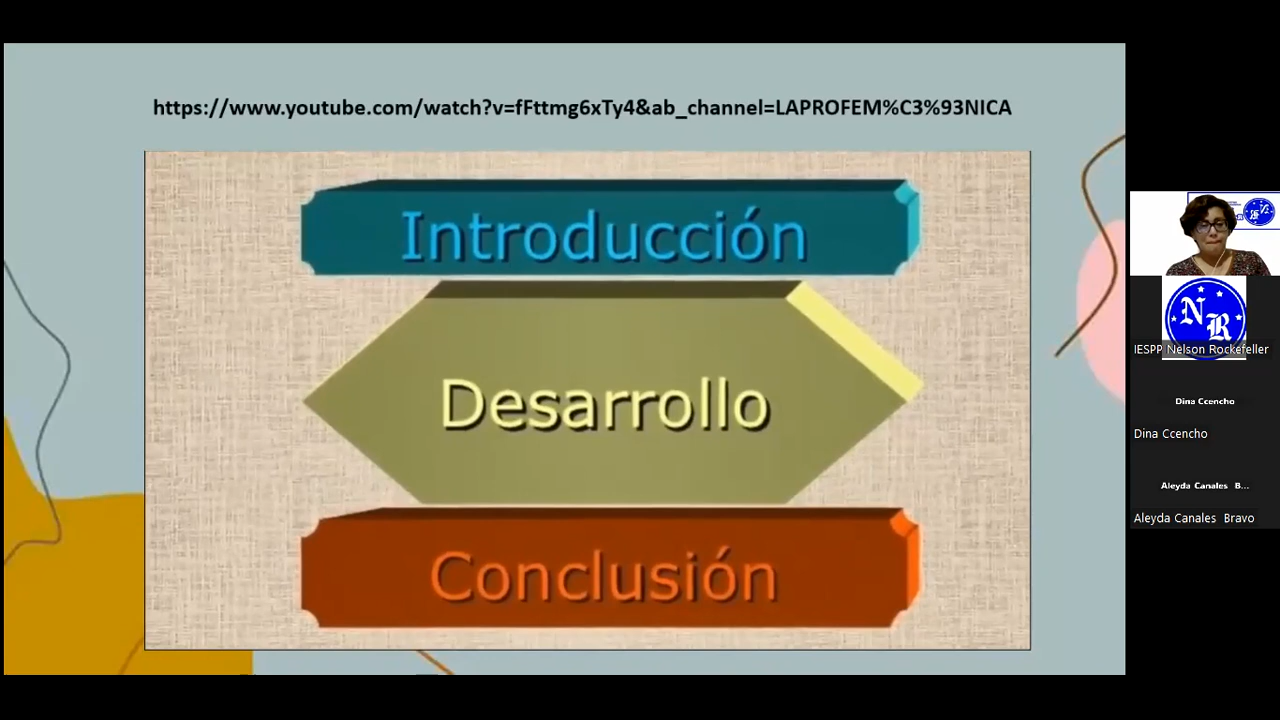 https://www.youtube.com/watch?v=fFttmg6xTy4&ab_channel=LAPROFEM%C3%93NICA
Introducción
Desarrollo
Conclusión
NR
IESPP Nelson Rockefeller
Dina Ccencho
Dina Ccencho
Aleyda Canales B...
Aleyda Canales Bravo